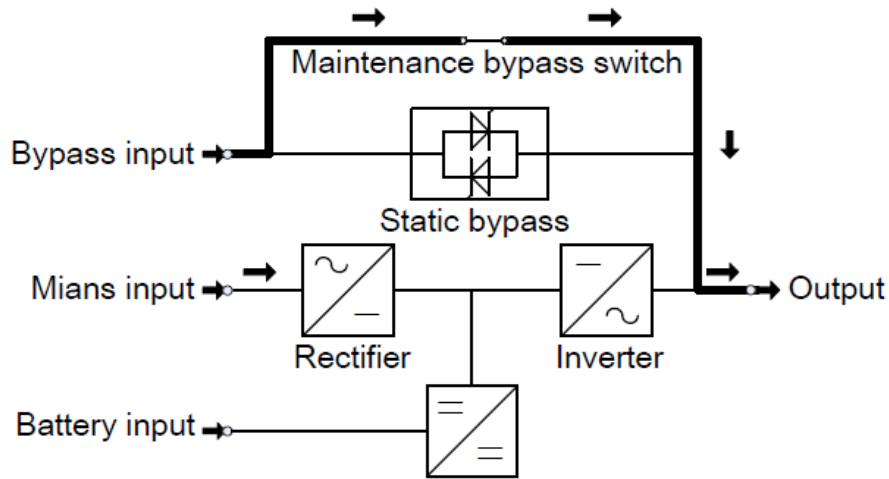 Maintenance bypass switch
Bypass input
Static bypass
Mians input
Output
Rectifier
Inverter
Battery input